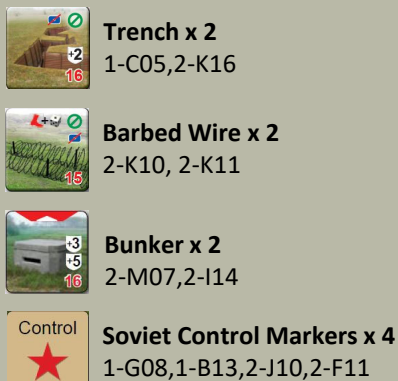 +2
16
Trench x 2
1-C05,2-K16
15
Barbed Wire x 2
2-K10, 2-K11
+3
+5
16
Bunker x 2
2-M07,2-I14
Control
Soviet Control Markers x 4
1-G08,1-B13,2-J10,2-F11